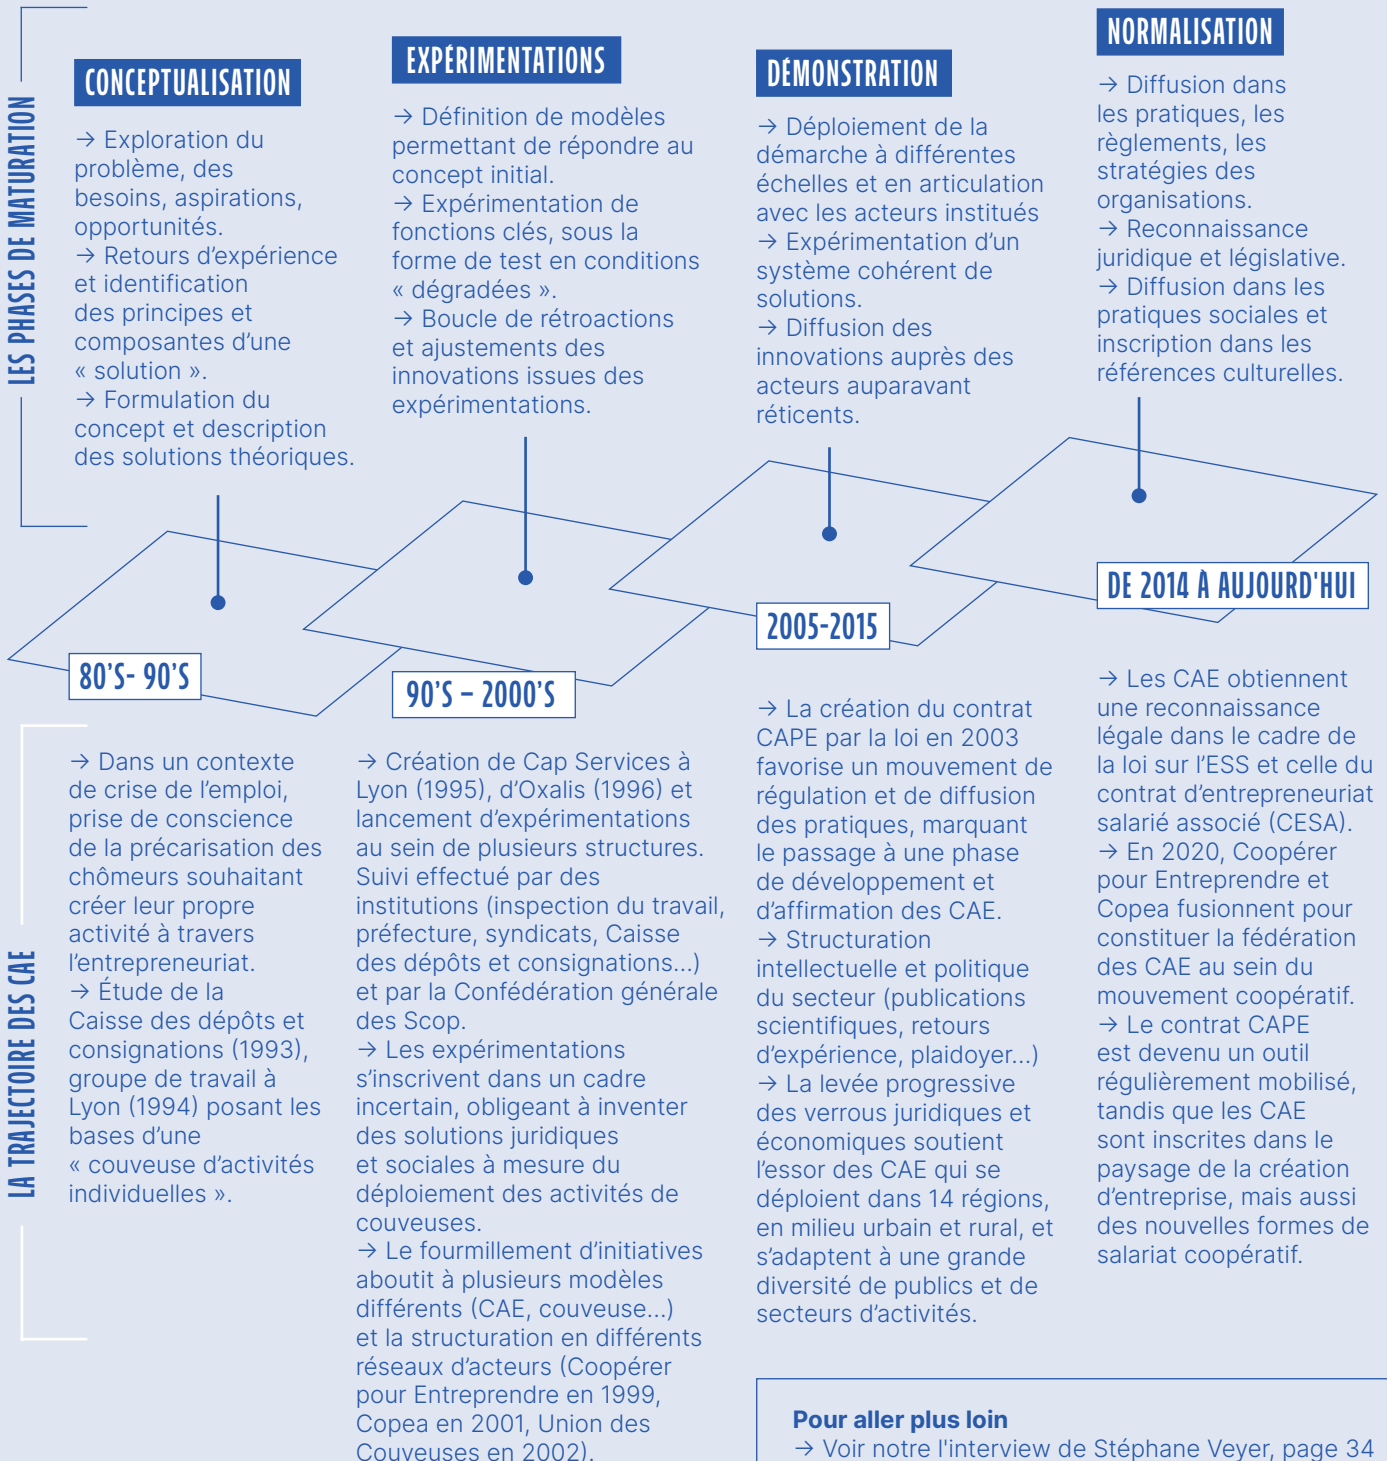 LES PHASES DE MATURATION
CONCEPTUALISATION
→ Exploration du
problème, des
besoins, aspirations,
opportunités.
→ Retours d’expérience
et identification
des principes et
composantes d’une
« solution ».
→ Formulation du
concept et description
des solutions théoriques.
EXPÉRIMENTATIONS
→ Définition de modèles
permettant de répondre au
concept initial.
→ Expérimentation de
fonctions clés, sous la
forme de test en conditions
« dégradées ».
→ Boucle de rétroactions
et ajustements des
innovations issues des
expérimentations.
DÉMONSTRATION
→ Déploiement de la
démarche à différentes
échelles et en articulation
avec les acteurs institués
→ Expérimentation d’un
système cohérent de
solutions.
→ Diffusion des
innovations auprès des
acteurs auparavant
réticents.
NORMALISATION
→ Diffusion dans
les pratiques, les
règlements, les
stratégies des
organisations.
→ Reconnaissance
juridique et législative.
→ Diffusion dans les
pratiques sociales et
inscription dans les
références culturelles.
LA TRAJECTOIRE DES CAE
80’S- 90’S
→ Dans un contexte
de crise de l’emploi,
prise de conscience
de la précarisation des
chômeurs souhaitant
créer leur propre
activité à travers
l’entrepreneuriat.
→ Étude de la
Caisse des dépôts et
consignations (1993),
groupe de travail à
Lyon (1994) posant les
bases d’une
« couveuse d’activités
individuelles ».
90’S – 2000’S
→ Création de Cap Services à
Lyon (1995), d’Oxalis (1996) et
lancement d’expérimentations
au sein de plusieurs structures.
Suivi effectué par des
institutions (inspection du travail,
préfecture, syndicats, Caisse
des dépôts et consignations...)
et par la Confédération générale
des Scop.
→ Les expérimentations
s’inscrivent dans un cadre
incertain, obligeant à inventer
des solutions juridiques
et sociales à mesure du
déploiement des activités de
couveuses.
→ Le fourmillement d’initiatives
aboutit à plusieurs modèles
différents (CAE, couveuse...)
et la structuration en différents
réseaux d’acteurs (Coopérer
pour Entreprendre en 1999,
Copea en 2001, Union des
Couveuses en 2002).
2005-2015
→ La création du contrat
CAPE par la loi en 2003
favorise un mouvement de
régulation et de diffusion
des pratiques, marquant
le passage à une phase
de développement et
d’affirmation des CAE.
→ Structuration
intellectuelle et politique
du secteur (publications
scientifiques, retours
d’expérience, plaidoyer...)
→ La levée progressive
des verrous juridiques et
économiques soutient
l’essor des CAE qui se
déploient dans 14 régions,
en milieu urbain et rural, et
s’adaptent à une grande
diversité de publics et de
secteurs d’activités.
DE 2014 À AUJOURD'HUI
→ Les CAE obtiennent
une reconnaissance
légale dans le cadre de
la loi sur l’ESS et celle du
contrat d’entrepreneuriat
salarié associé (CESA).
→ En 2020, Coopérer
pour Entreprendre et
Copea fusionnent pour
constituer la fédération
des CAE au sein du
mouvement coopératif.
→ Le contrat CAPE
est devenu un outil
régulièrement mobilisé,
tandis que les CAE
sont inscrites dans le
paysage de la création
d’entreprise, mais aussi
des nouvelles formes de
salariat coopératif.
Pour aller plus loin
→ Voir notre l'interview de Stéphane Veyer, page 34